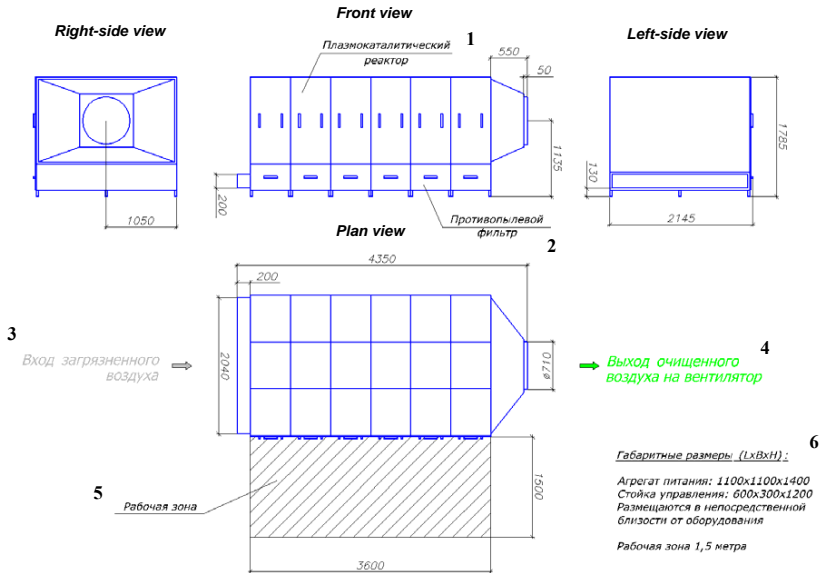 Front view
Right-side view
Left-side view
Плазмокаталитический
реактор
1
550
50
1135
1785
130
200
1050
2145
Противопылевой
фильтр
2
Plan view
4350
200
3
Вход загрязненного
воздуха
2040
ø710
4
Выход очищенного
воздуха на вентилятор
5
Рабочая зона
1500
3600
6
Габаритные размеры (LxBxH):
Агрегат питания: 1100x1100x1400
Стойка управления: 600x300x1200
Размещаются в непосредственной
близости от оборудования
Рабочая зона 1,5 метра